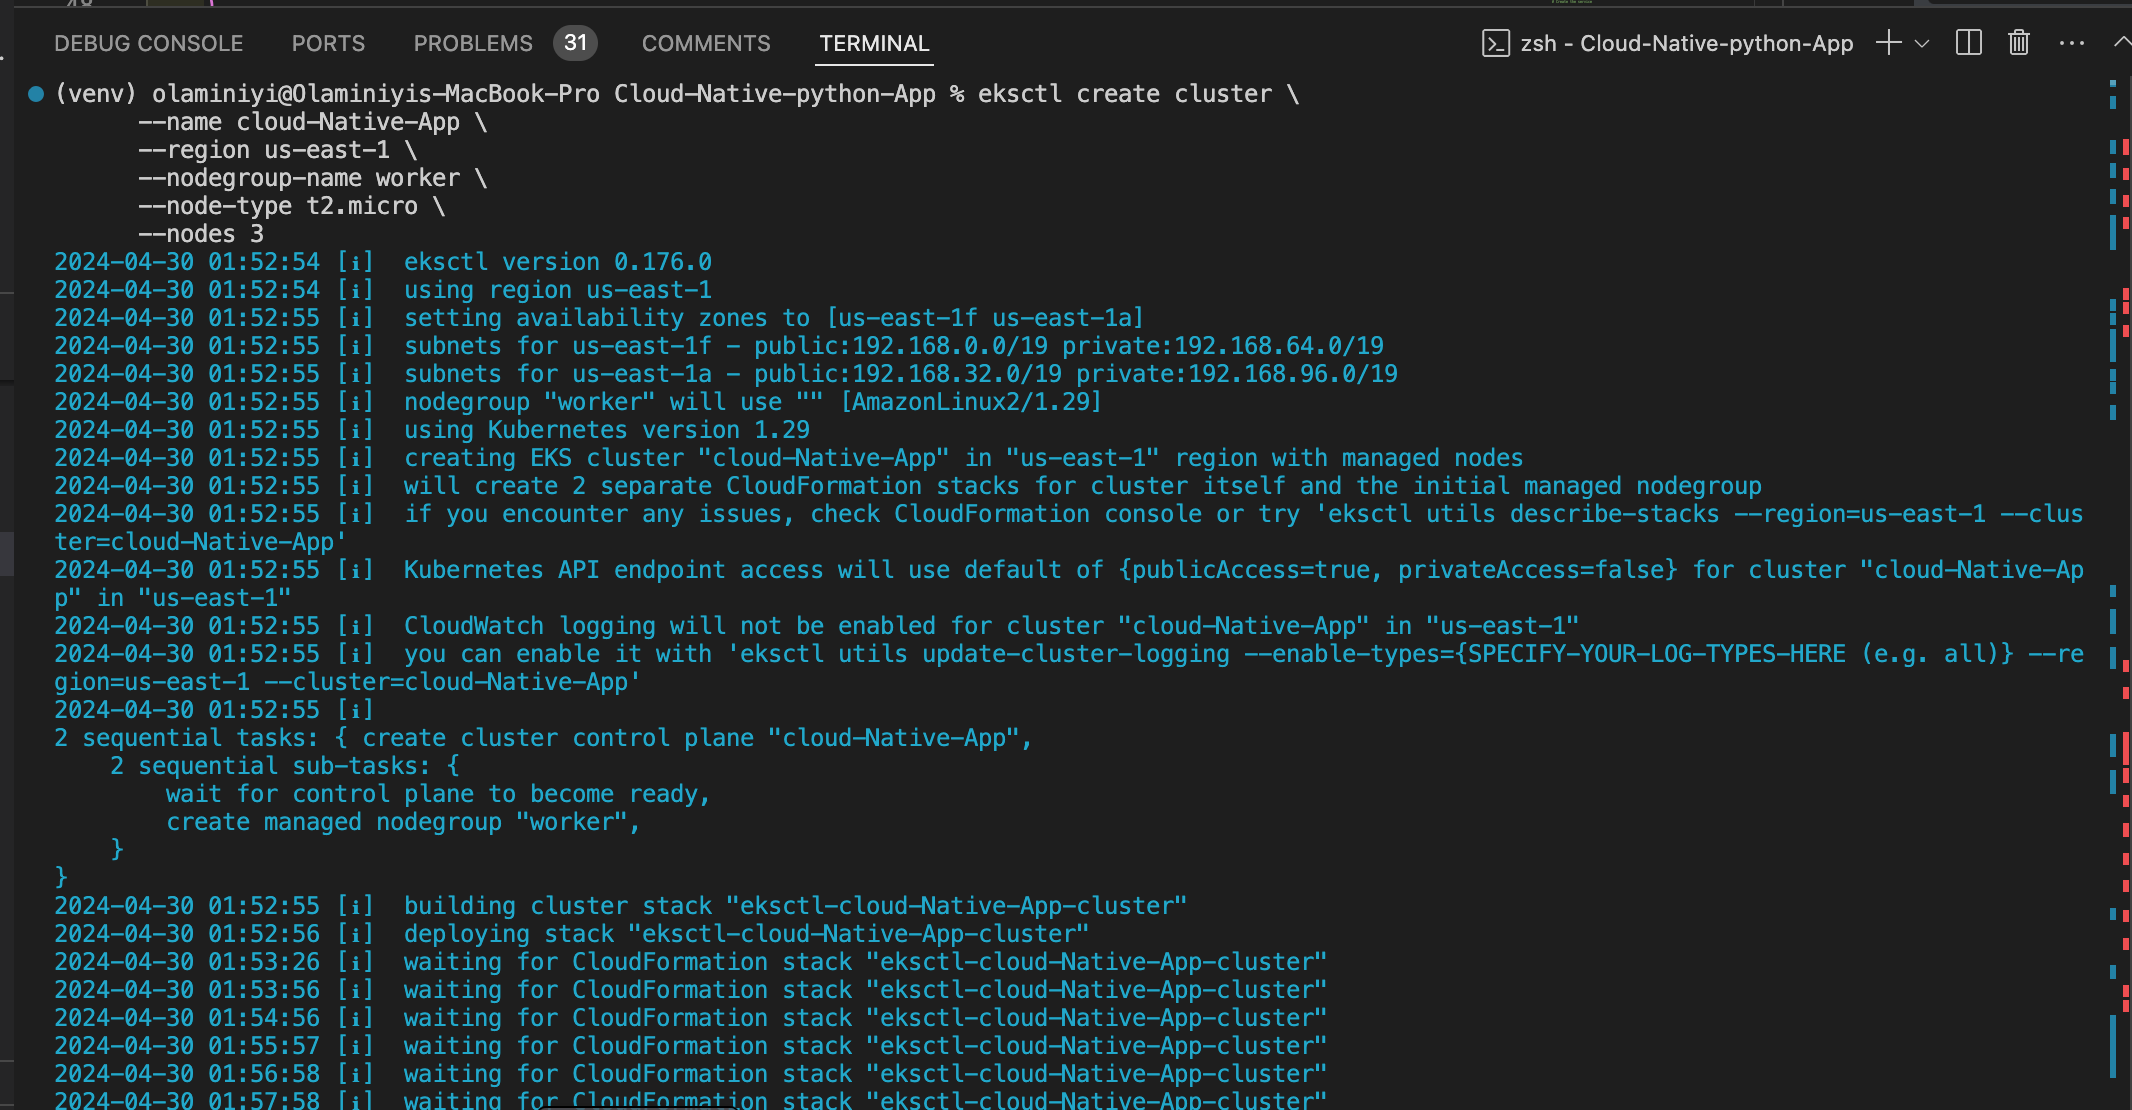 DEBUG CONSOLE PORTS PROBLEMS 31 COMMENTS TERMINAL zsh - Cloud-Native-python-App
(venv) olaminiyi@Olaminiyis-MacBook-Pro Cloud-Native-python-App % eksctl create cluster \
--name cloud-Native-App \
--region us-east-1 \
--nodegroup-name worker \
--node-type t2.micro \
--nodes 3
2024-04-30 01:52:54 [ℹ]  eksctl version 0.176.0
2024-04-30 01:52:54 [ℹ]  using region us-east-1
2024-04-30 01:52:55 [ℹ]  setting availability zones to [us-east-1f us-east-1a]
2024-04-30 01:52:55 [ℹ]  subnets for us-east-1f - public:192.168.0.0/19 private:192.168.64.0/19
2024-04-30 01:52:55 [ℹ]  subnets for us-east-1a - public:192.168.32.0/19 private:192.168.96.0/19
2024-04-30 01:52:55 [ℹ]  nodegroup "worker" will use "" [AmazonLinux2/1.29]
2024-04-30 01:52:55 [ℹ]  using Kubernetes version 1.29
2024-04-30 01:52:55 [ℹ]  creating EKS cluster "cloud-Native-App" in "us-east-1" region with managed nodes
2024-04-30 01:52:55 [ℹ]  will create 2 separate CloudFormation stacks for cluster itself and the initial managed nodegroup
2024-04-30 01:52:55 [ℹ]  if you encounter any issues, check CloudFormation console or try 'eksctl utils describe-stacks --region=us-east-1 --clus
ter=cloud-Native-App'
2024-04-30 01:52:55 [ℹ]  Kubernetes API endpoint access will use default of {publicAccess=true, privateAccess=false} for cluster "cloud-Native-Ap
p" in "us-east-1"
2024-04-30 01:52:55 [ℹ]  CloudWatch logging will not be enabled for cluster "cloud-Native-App" in "us-east-1"
2024-04-30 01:52:55 [ℹ]  you can enable it with 'eksctl utils update-cluster-logging --enable-types={SPECIFY-YOUR-LOG-TYPES-HERE (e.g. all)} --re
gion=us-east-1 --cluster=cloud-Native-App'
2024-04-30 01:52:55 [ℹ]
2 sequential tasks: { create cluster control plane "cloud-Native-App",
2 sequential sub-tasks: {
wait for control plane to become ready,
create managed nodegroup "worker",
}
}
2024-04-30 01:52:55 [ℹ]  building cluster stack "eksctl-cloud-Native-App-cluster"
2024-04-30 01:52:56 [ℹ]  deploying stack "eksctl-cloud-Native-App-cluster"
2024-04-30 01:53:26 [ℹ]  waiting for CloudFormation stack "eksctl-cloud-Native-App-cluster"
2024-04-30 01:53:56 [ℹ]  waiting for CloudFormation stack "eksctl-cloud-Native-App-cluster"
2024-04-30 01:54:56 [ℹ]  waiting for CloudFormation stack "eksctl-cloud-Native-App-cluster"
2024-04-30 01:55:57 [ℹ]  waiting for CloudFormation stack "eksctl-cloud-Native-App-cluster"
2024-04-30 01:56:58 [ℹ]  waiting for CloudFormation stack "eksctl-cloud-Native-App-cluster"
2024-04-30 01:57:58 [ℹ]  waiting for CloudFormation stack "eksctl-cloud-Native-App-cluster"